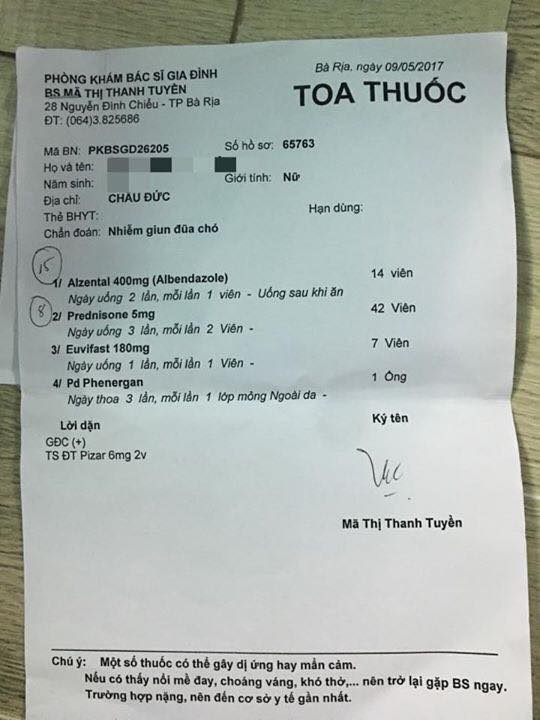 PHÒNG KHÁM BÁC SĨ GIA ĐÌNH
BS.MÃ THỊ THANH TUYỀN
28 Nguyễn Đình Chiểu - TP Bà Rịa
ĐT: (064)3.825686
Bà Rịa, ngày 09/05/2017
TOA THUỐC
Mã BN: PKBSGD26205 Số hồ sơ: 65763
Họ và tên:
Năm sinh: Giới tính: Nữ
Địa chỉ: CHÂU ĐỨC
Thẻ BHYT: Hạn dùng:
Chẩn đoán: Nhiễm giun đũa chó
15
1/ Alzental 400mg (Albendazole) 14 viên
Ngày uống 2 lần, mỗi lần 1 viên - Uống sau khi ăn
8
2/ Prednisone 5mg 42 Viên
Ngày uống 3 lần, mỗi lần 2 Viên -
3/ Euvifast 180mg 7 Viên
Ngày uống 1 lần, mỗi lần 1 Viên -
4/ Pd Phenergan 1 Ống
Ngày thoa 3 lần, mỗi lần 1 lớp mỏng Ngoài da -
Lời dặn Ký tên
GĐC (+)
TS ĐT Pizar 6mg 2v
Mã Thị Thanh Tuyền
Chú ý: Một số thuốc có thể gây dị ứng hay mẩn cảm.
Nếu có thấy nổi mề đay, choáng váng, khó thở,... nên trở lại gặp BS ngay.
Trường hợp nặng, nên đến cơ sở y tế gần nhất.